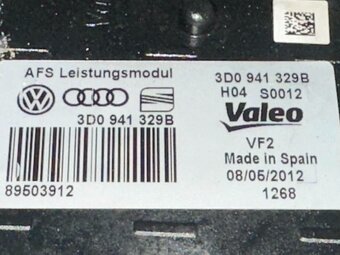 AFS Leistungsmodul
3D0 941 329B
89503912
3D0 941 329B
H04 S0012
Valeo
VF2
Made in Spain
08/05/2012
1268